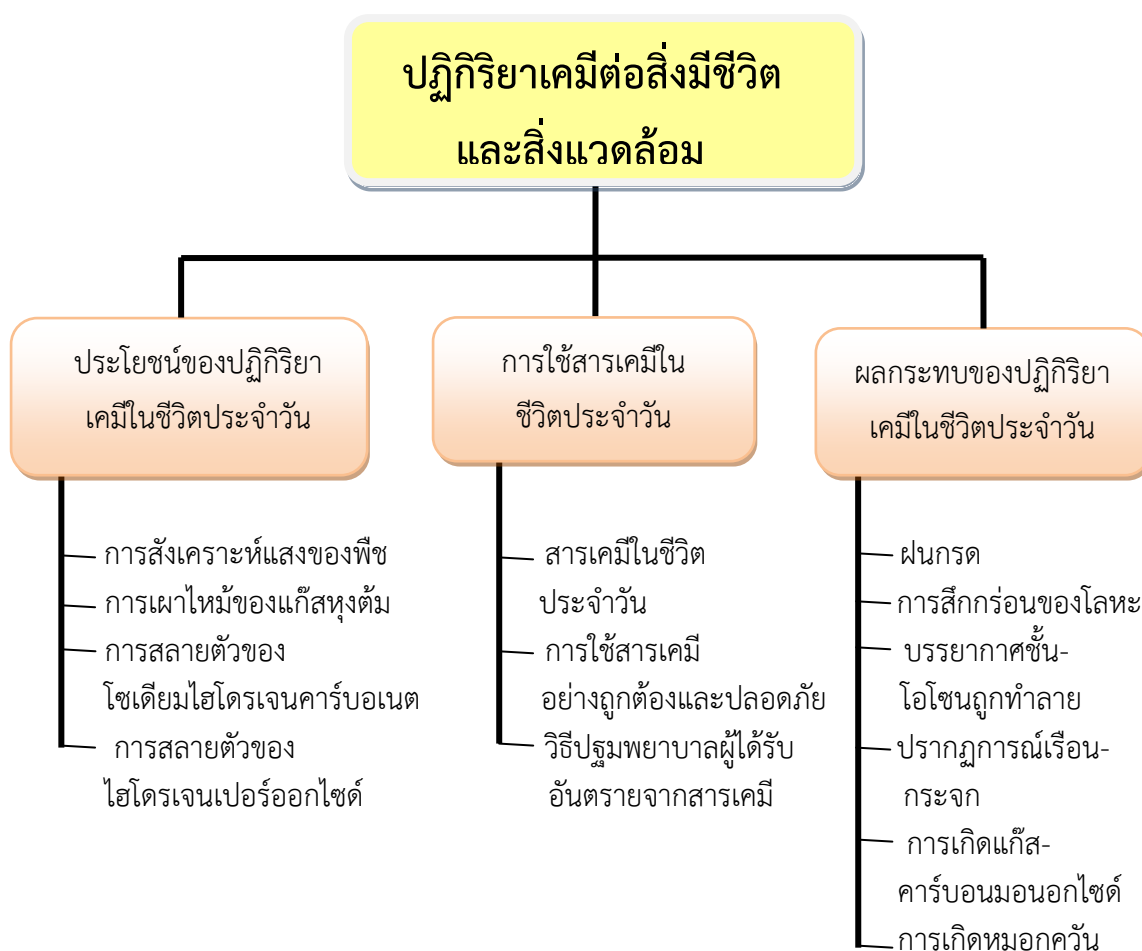 ปฏิกิริยาเคมีต่อสิ่งมีชีวิต
และสิ่งแวดล้อม
ประโยชน์ของปฏิกิริยา
เคมีในชีวิตประจำวัน
การสังเคราะห์แสงของพืช
การเผาไหม้ของแก๊สหุงต้ม
การสลายตัวของ
โซเดียมไฮโดรเจนคาร์บอเนต
การสลายตัวของ
ไฮโดรเจนเปอร์ออกไซด์
การใช้สารเคมีใน
ชีวิตประจำวัน
สารเคมีในชีวิต
ประจำวัน
การใช้สารเคมี
อย่างถูกต้องและปลอดภัย
วิธีปฐมพยาบาลผู้ได้รับ
อันตรายจากสารเคมี
ผลกระทบของปฏิกิริยา
เคมีในชีวิตประจำวัน
ฝนกรด
การสึกกร่อนของโลหะ
บรรยากาศชั้น-
โอโซนถูกทำลาย
ปรากฏการณ์เรือน-
กระจก
การเกิดแก๊ส-
คาร์บอนมอนอกไซด์
การเกิดหมอกควัน